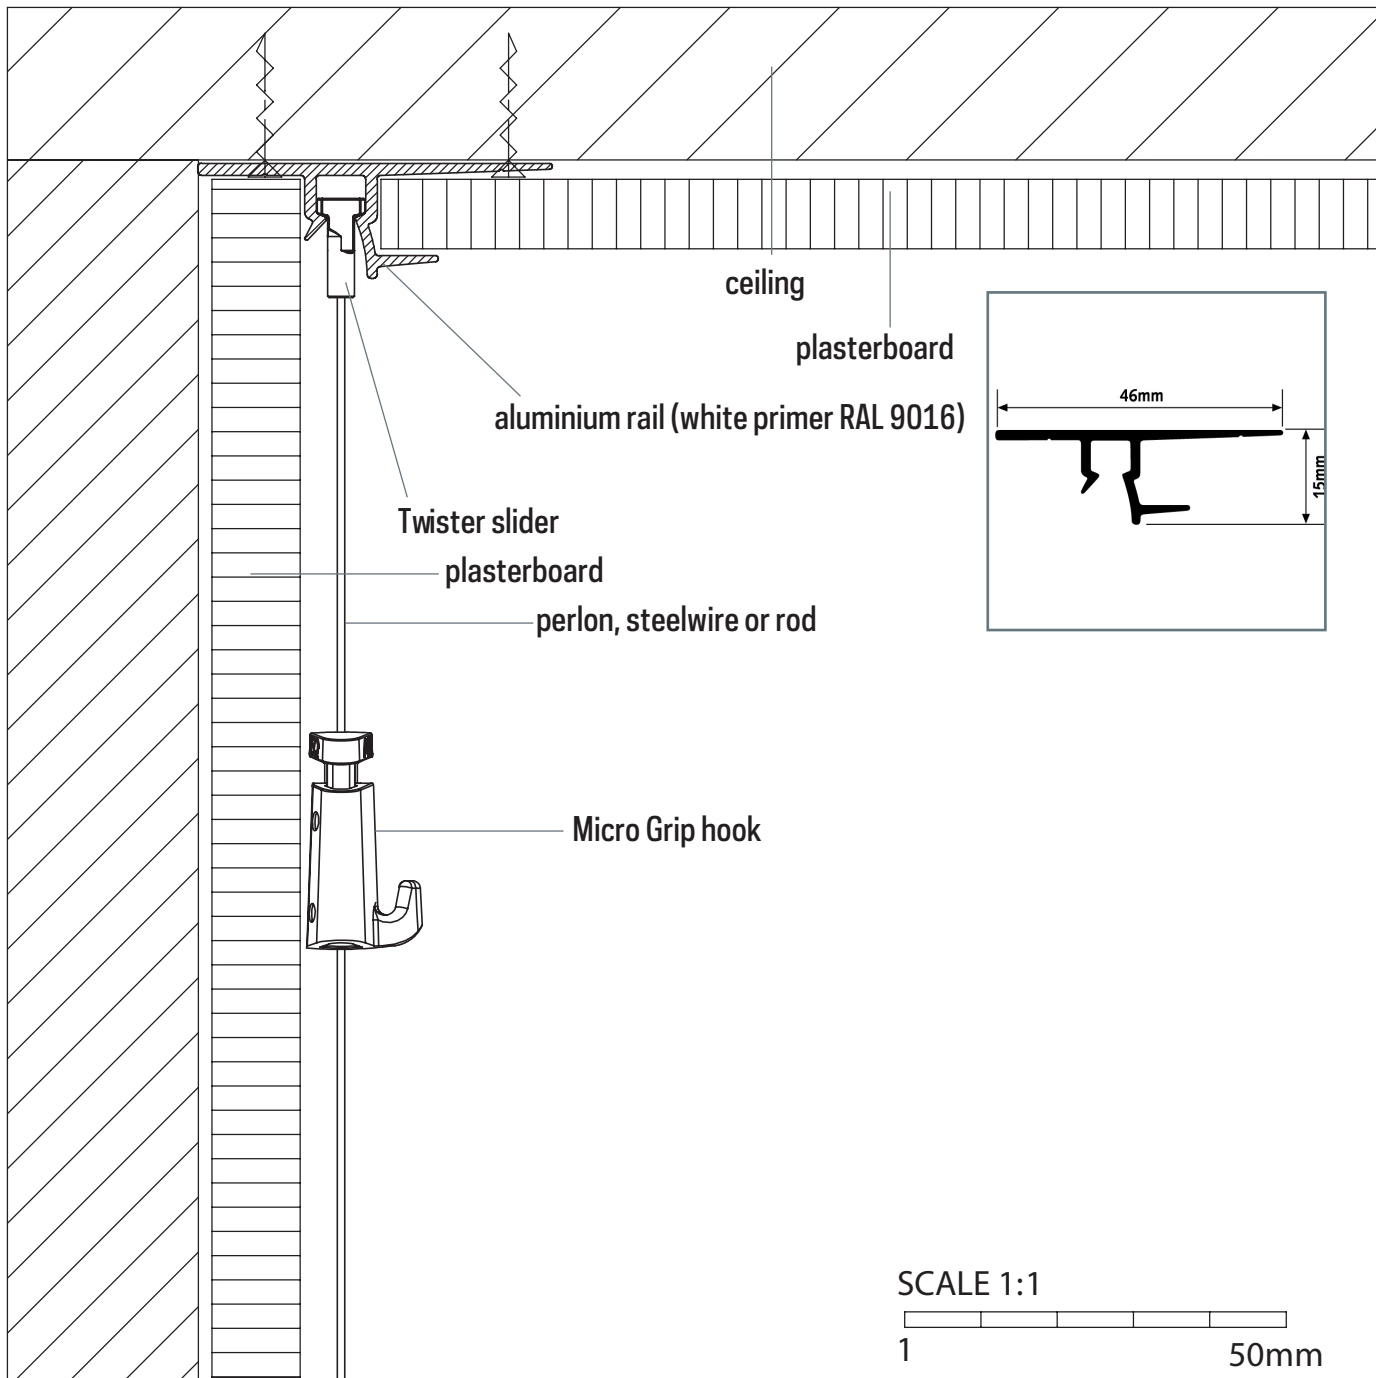 ceiling
plasterboard
46mm
15mm
aluminium rail (white primer RAL 9016)
Twister slider
plasterboard
perlon, steelwire or rod
Micro Grip hook
SCALE 1:1
1
50mm